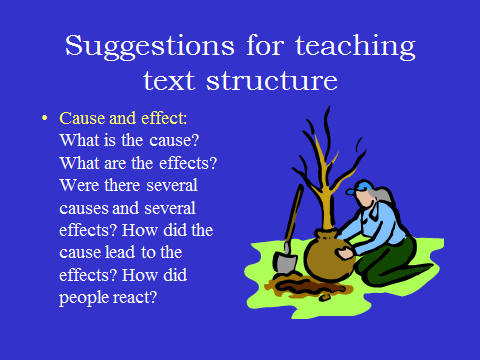 Suggestions for teaching
text structure
• Cause and effect:
What is the cause?
What are the effects?
Were there several
causes and several
effects? How did the
cause lead to the
effects? How did
people react?